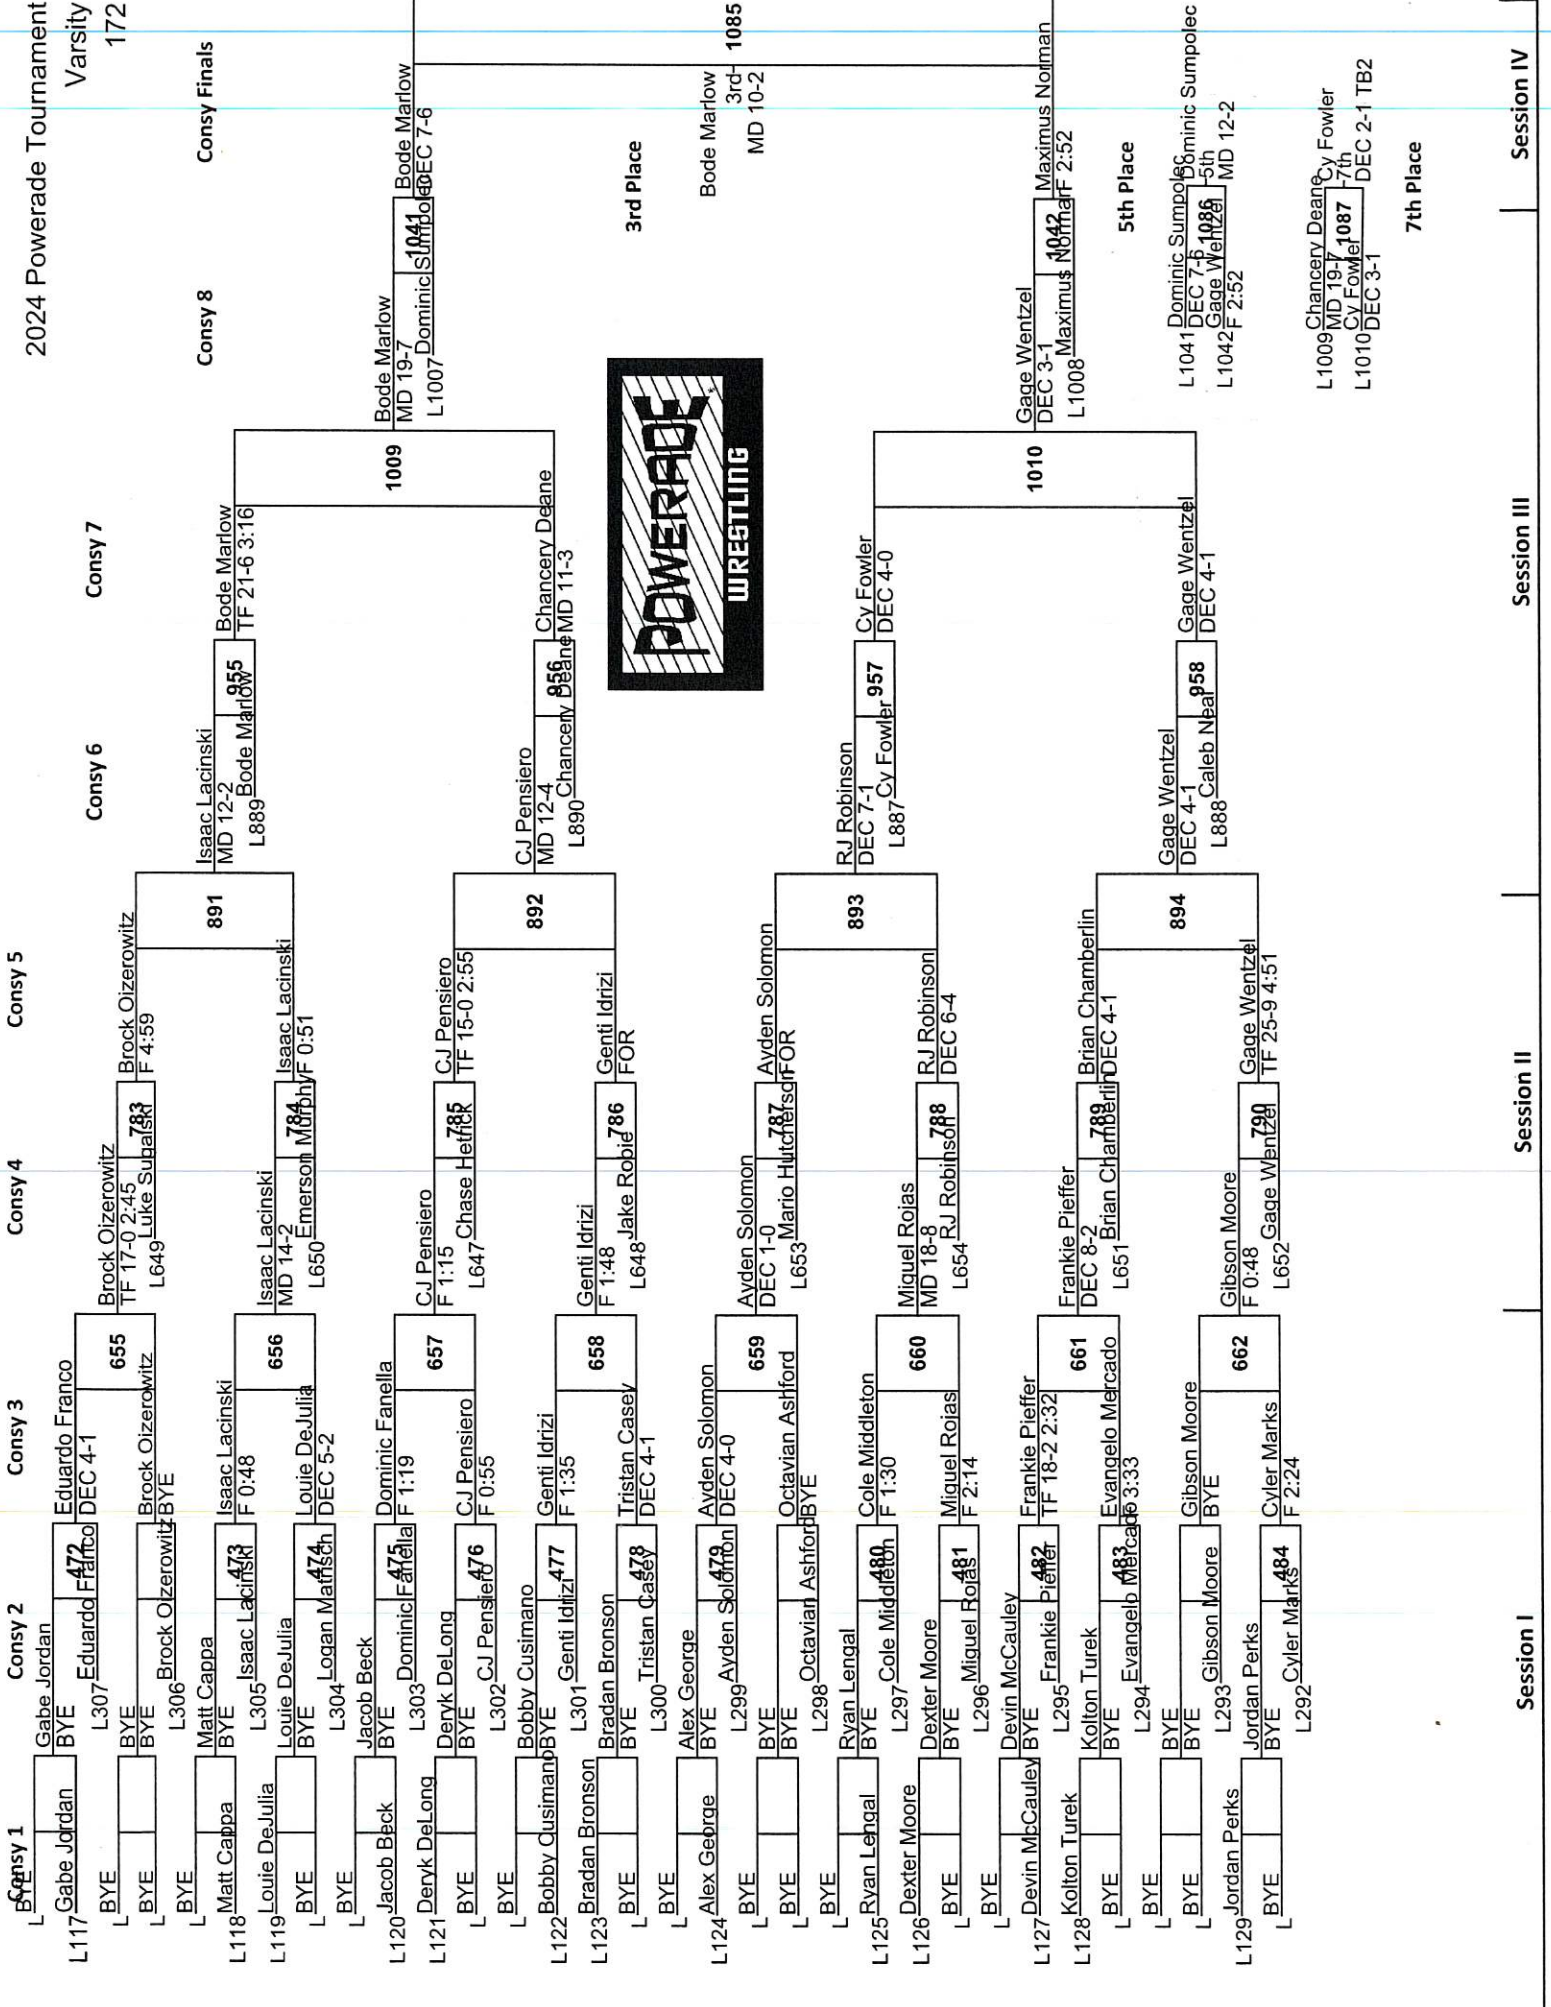 2024 Powerade Tournament
Varsity
172
Consy 1
Consy 2
Consy 3
Consy 4
Consy 5
Consy 6
Consy 7
Consy 8
Consy Finals
L BYE
L117 Gabe Jordan
L BYE
L BYE
L BYE
L118 Matt Cappa
L119 Louie DeJulia
L BYE
L BYE
L120 Jacob Beck
L121 Deryk DeLong
L BYE
L BYE
L122 Bobby Cusimano
L123 Bradan Bronson
L BYE
L BYE
L124 Alex George
L BYE
L BYE
L BYE
L125 Ryan Lengal
L126 Dexter Moore
L BYE
L BYE
L127 Devin McCauley
L128 Kolton Turek
L BYE
L BYE
L BYE
L129 Jordan Perks
L BYE
Gabe Jordan
BYE
472
L307 Eduardo Franco
BYE
BYE
L306 Brock Oizerowitz
Matt Cappa
BYE
473
L305 Isaac Lacinski
Louie DeJulia
BYE
474
L304 Logan Mathsch
Jacob Beck
BYE
475
L303 Dominic Fanella
Deryk DeLong
BYE
476
L302 CJ Pensiero
Bobby Cusimano
BYE
477
L301 Genti Idrizi
Bradan Bronson
BYE
478
L300 Tristan Casey
Alex George
BYE
479
L299 Ayden Solomon
BYE
BYE
L298 Octavian Ashford
Ryan Lengal
BYE
480
L297 Cole Middleton
Dexter Moore
BYE
481
L296 Miguel Rojas
Devin McCauley
BYE
482
L295 Frankie Pieffer
Kolton Turek
BYE
483
L294 Evangelo Mercado
BYE
BYE
L293 Gibson Moore
Jordan Perks
BYE
484
L292 Cyler Marks
Eduardo Franco
DEC 4-1
655
Brock Oizerowitz
BYE
Isaac Lacinski
F 0:48
656
Louie DeJulia
DEC 5-2
Dominic Fanella
F 1:19
657
CJ Pensiero
F 0:55
Genti Idrizi
F 1:35
658
Tristan Casey
DEC 4-1
Ayden Solomon
DEC 4-0
659
Octavian Ashford
BYE
Cole Middleton
F 1:30
660
Miguel Rojas
F 2:14
Frankie Pieffer
TF 18-2 2:32
661
Evangelo Mercado
F 3:33
Gibson Moore
BYE
662
Cyler Marks
F 2:24
Brock Oizerowitz
TF 17-0 2:45
783
L649 Luke Sugalski
Isaac Lacinski
MD 14-2
784
L650 Emerson Murphy
CJ Pensiero
F 1:15
785
L647 Chase Hetrick
Genti Idrizi
F 1:48
786
L648 Jake Robie
Ayden Solomon
DEC 1-0
787
L653 Mario Hutcherson
Miguel Rojas
MD 18-8
788
L654 RJ Robinson
Frankie Pieffer
DEC 8-2
789
L651 Brian Chamberlin
Gibson Moore
F 0:48
790
L652 Gage Wentzel
Brock Oizerowitz
F 4:59
891
Isaac Lacinski
F 0:51
CJ Pensiero
TF 15-0 2:55
892
Genti Idrizi
FOR
Ayden Solomon
FOR
893
RJ Robinson
DEC 6-4
Brian Chamberlin
DEC 4-1
894
Gage Wentzel
TF 25-9 4:51
Isaac Lacinski
MD 12-2
955
L889 Bode Marlow
CJ Pensiero
MD 12-4
956
L890 Chancery Deane
RJ Robinson
DEC 7-1
957
L887 Cy Fowler
Gage Wentzel
DEC 4-1
958
L888 Caleb Neal
Bode Marlow
TF 21-6 3:16
1009
Chancery Deane
MD 11-3
Cy Fowler
DEC 4-0
1010
Gage Wentzel
DEC 4-1
Bode Marlow
MD 19-7
1041
L1007 Dominic Sumpolec
Gage Wentzel
DEC 3-1
1042
L1008 Maximus Norman
Bode Marlow
DEC 7-6
1085
Maximus Norman
F 2:52
Bode Marlow
3rd
MD 10-2
3rd Place
POWERADE
WRESTLING
5th Place
L1041 Dominic Sumpolec
DEC 7-6
1086
L1042 Gage Wentzel
F 2:52
Dominic Sumpolec
5th
MD 12-2
L1009 Chancery Deane
MD 19-7
1087
L1010 Cy Fowler
DEC 3-1
Cy Fowler
7th
DEC 2-1 TB2
7th Place
Session I
Session II
Session III
Session IV